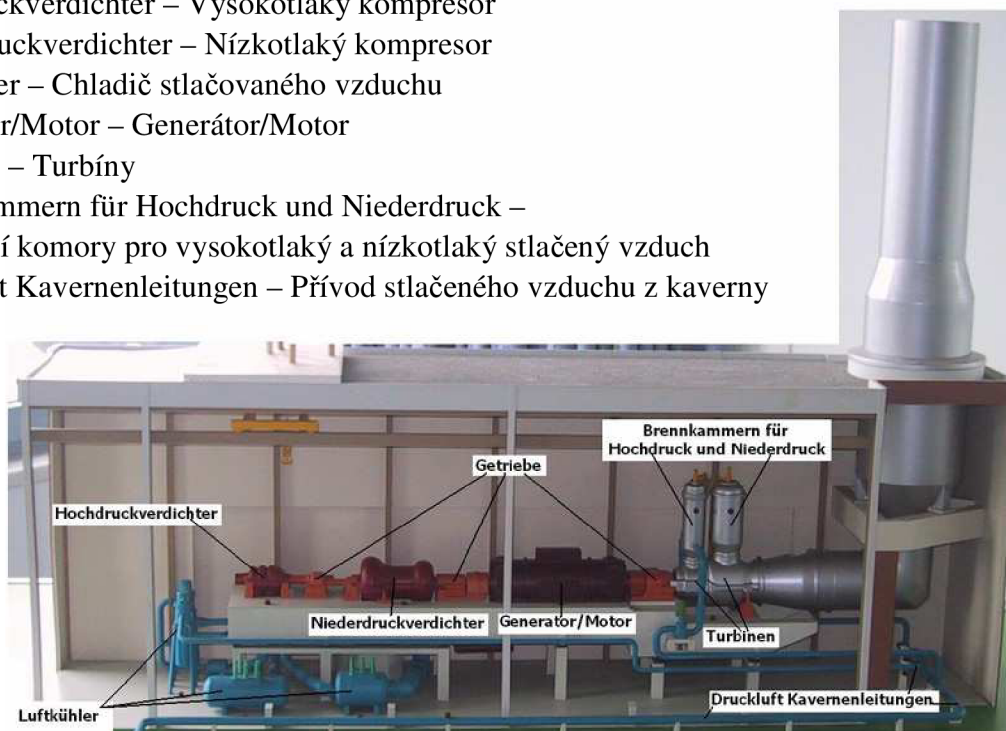 ckverdichter – Vysokotlaký kompresor
uckverdichter – Nízkotlaký kompresor
er – Chladič stlačovaného vzduchu
r/Motor – Generátor/Motor
– Turbíny
mmern für Hochdruck und Niederdruck –
í komory pro vysokotlaký a nízkotlaký stlačený vzduch
t Kavernenleitungen – Přívod stlačeného vzduchu z kaverny
Brennkammern für
Hochdruck und Niederdruck
Getriebe
Hochdruckverdichter
Niederdruckverdichter
Generator/Motor
Turbinen
Druckluft Kavernenleitungen
Luftkühler